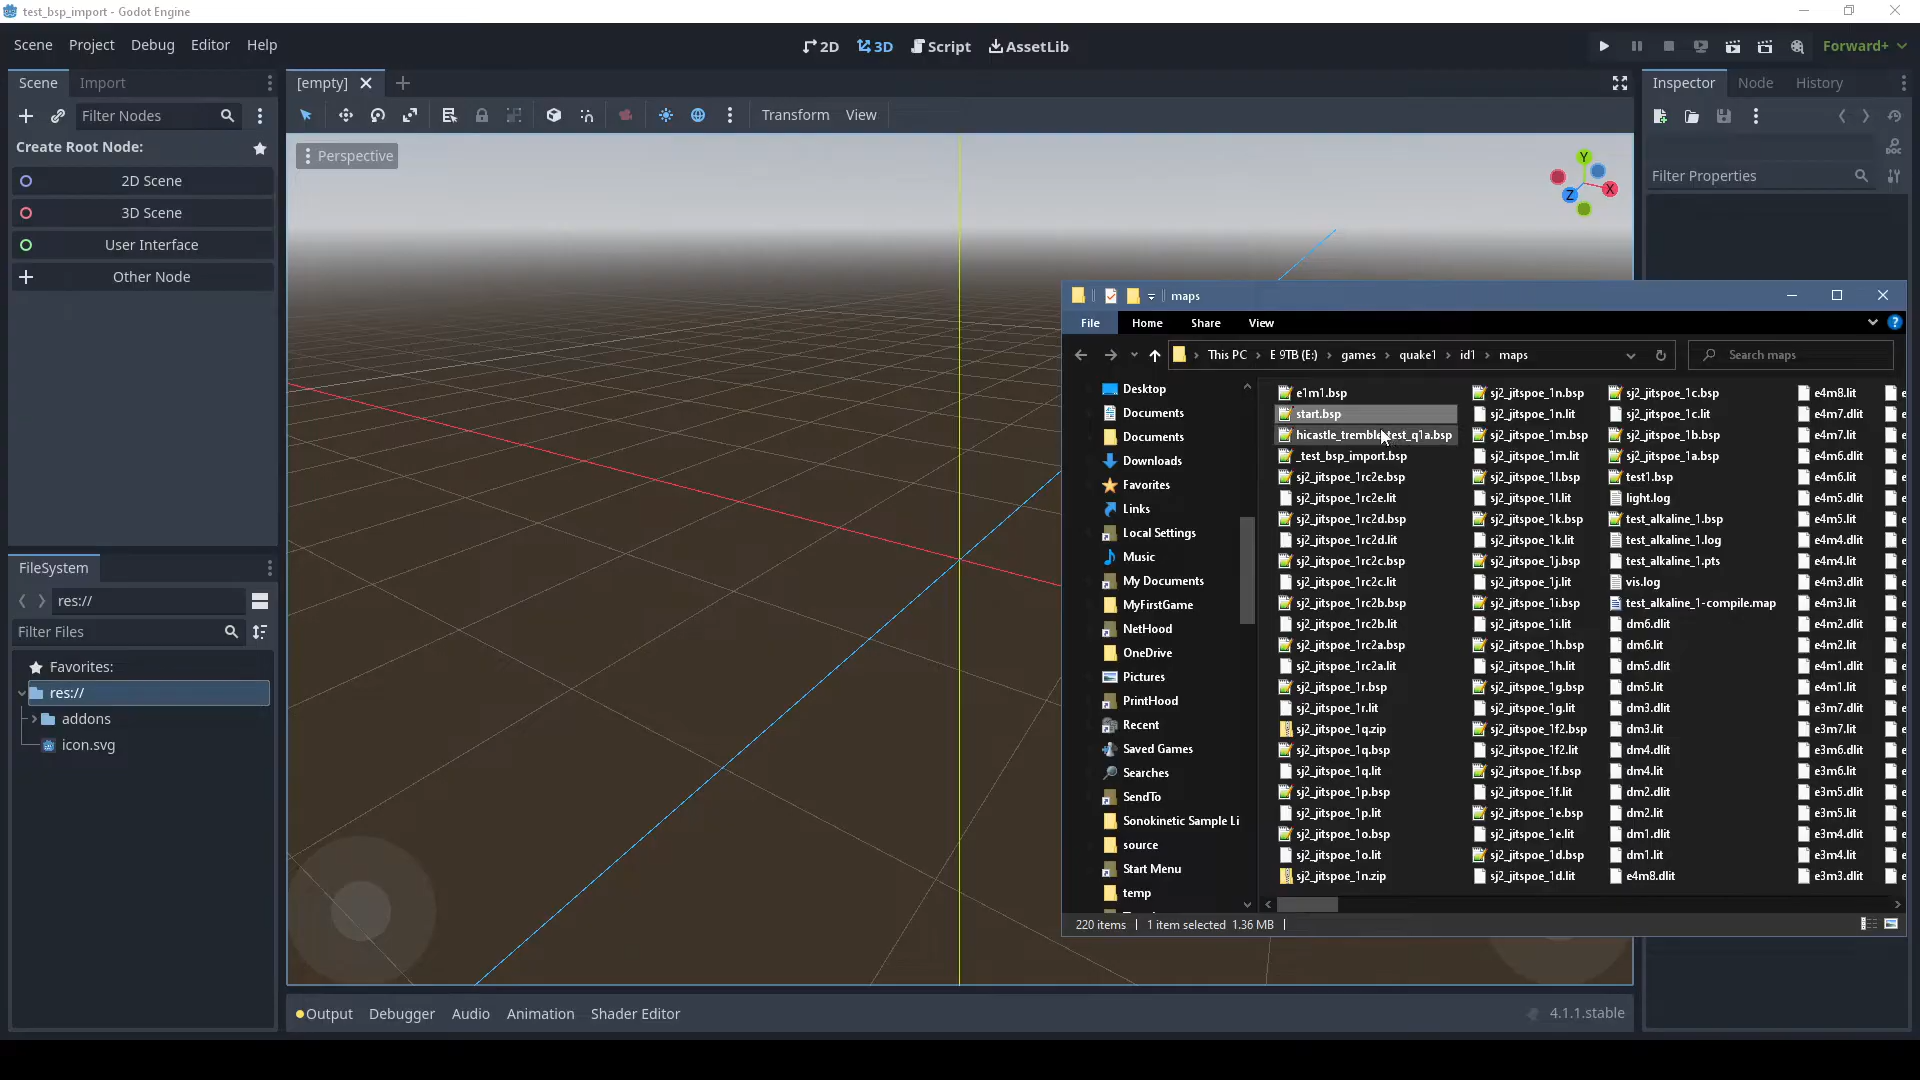 test_bsp_import - Godot Engine
Scene Project Debug Editor Help
2D 3D Script AssetLib
Forward+
Scene Import
[empty]
Inspector Node History
Filter Nodes
Transform View
Create Root Node:
Perspective
Y
Z X
DOC
Filter Properties
2D Scene
3D Scene
User Interface
Other Node
FileSystem
res://
Filter Files
Favorites:
res://
addons
icon.svg
Output Debugger Audio Animation Shader Editor
4.1.1.stable
maps
File Home Share View
This PC E 9TB (E:) games quake1 id1 maps
Search maps
Desktop
Documents
Documents
Downloads
Favorites
Links
Local Settings
Music
My Documents
MyFirstGame
NetHood
OneDrive
Pictures
PrintHood
Recent
Saved Games
Searches
SendTo
Sonokinetic Sample Li
source
Start Menu
temp
e1m1.bsp
start.bsp
hicastle_tremble_test_q1a.bsp
_test_bsp_import.bsp
sj2_jitspoe_1rc2e.bsp
sj2_jitspoe_1rc2e.lit
sj2_jitspoe_1rc2d.bsp
sj2_jitspoe_1rc2d.lit
sj2_jitspoe_1rc2c.bsp
sj2_jitspoe_1rc2c.lit
sj2_jitspoe_1rc2b.bsp
sj2_jitspoe_1rc2b.lit
sj2_jitspoe_1rc2a.bsp
sj2_jitspoe_1rc2a.lit
sj2_jitspoe_1r.bsp
sj2_jitspoe_1r.lit
sj2_jitspoe_1q.zip
sj2_jitspoe_1q.bsp
sj2_jitspoe_1q.lit
sj2_jitspoe_1p.bsp
sj2_jitspoe_1p.lit
sj2_jitspoe_1o.bsp
sj2_jitspoe_1o.lit
sj2_jitspoe_1n.zip
sj2_jitspoe_1n.bsp
sj2_jitspoe_1n.lit
sj2_jitspoe_1m.bsp
sj2_jitspoe_1m.lit
sj2_jitspoe_1l.bsp
sj2_jitspoe_1l.lit
sj2_jitspoe_1k.bsp
sj2_jitspoe_1k.lit
sj2_jitspoe_1j.bsp
sj2_jitspoe_1j.lit
sj2_jitspoe_1i.bsp
sj2_jitspoe_1i.lit
sj2_jitspoe_1h.bsp
sj2_jitspoe_1h.lit
sj2_jitspoe_1g.bsp
sj2_jitspoe_1g.lit
sj2_jitspoe_1f2.bsp
sj2_jitspoe_1f2.lit
sj2_jitspoe_1f.bsp
sj2_jitspoe_1f.lit
sj2_jitspoe_1e.bsp
sj2_jitspoe_1e.lit
sj2_jitspoe_1d.bsp
sj2_jitspoe_1d.lit
sj2_jitspoe_1c.bsp
sj2_jitspoe_1c.lit
sj2_jitspoe_1b.bsp
sj2_jitspoe_1a.bsp
test1.bsp
light.log
test_alkaline_1.bsp
test_alkaline_1.log
test_alkaline_1.pts
vis.log
test_alkaline_1-compile.map
dm6.dlit
dm6.lit
dm5.dlit
dm5.lit
dm3.dlit
dm3.lit
dm4.dlit
dm4.lit
dm2.dlit
dm2.lit
dm1.dlit
dm1.lit
e4m8.dlit
e4m8.lit
e4m7.dlit
e4m7.lit
e4m6.dlit
e4m6.lit
e4m5.dlit
e4m5.lit
e4m4.dlit
e4m4.lit
e4m3.dlit
e4m3.lit
e4m2.dlit
e4m2.lit
e4m1.dlit
e4m1.lit
e3m7.dlit
e3m7.lit
e3m6.dlit
e3m6.lit
e3m5.dlit
e3m5.lit
e3m4.dlit
e3m4.lit
e3m3.dlit
220 items 1 item selected 1.36 MB